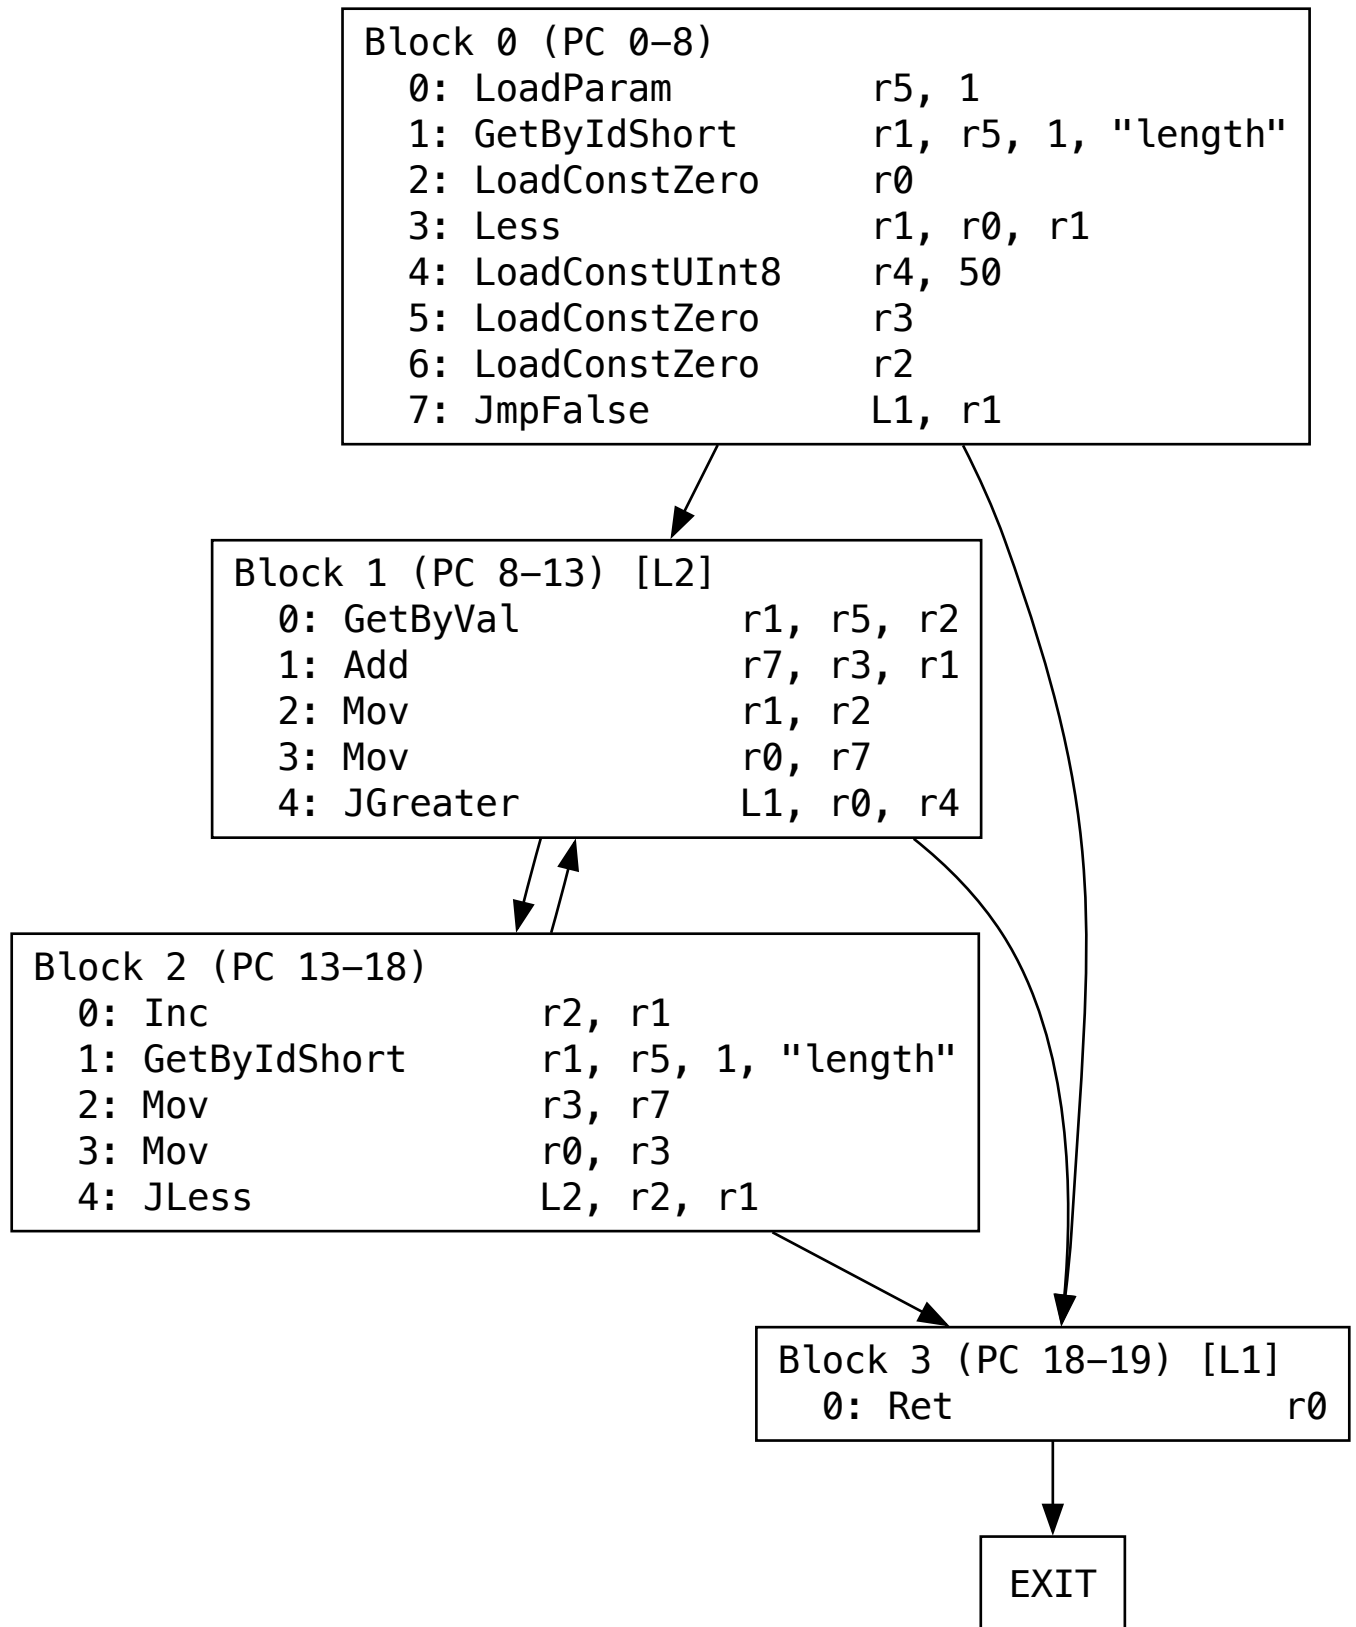 Block 0 (PC 0–8)
0: LoadParam r5, 1
1: GetByIdShort r1, r5, 1, "length"
2: LoadConstZero r0
3: Less r1, r0, r1
4: LoadConstUInt8 r4, 50
5: LoadConstZero r3
6: LoadConstZero r2
7: JmpFalse L1, r1
Block 1 (PC 8–13) [L2]
0: GetByVal r1, r5, r2
1: Add r7, r3, r1
2: Mov r1, r2
3: Mov r0, r7
4: JGreater L1, r0, r4
Block 2 (PC 13–18)
0: Inc r2, r1
1: GetByIdShort r1, r5, 1, "length"
2: Mov r3, r7
3: Mov r0, r3
4: JLess L2, r2, r1
Block 3 (PC 18–19) [L1]
0: Ret r0
EXIT